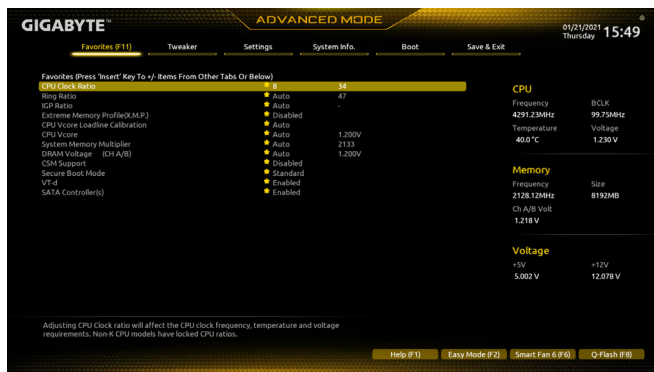 GIGABYTE™
ADVANCED MODE
01/21/2021 Thursday 15:49
Favorites (F11) Tweaker Settings System Info. Boot Save & Exit
Favorites (Press 'Insert' Key To +/- Items From Other Tabs Or Below)
CPU Clock Ratio 8 34
Ring Ratio Auto 47
IGP Ratio Auto -
Extreme Memory Profile(X.M.P.) Disabled
CPU Vcore Loadline Calibration Auto
CPU Vcore Auto 1.200V
System Memory Multiplier Auto 2133
DRAM Voltage (CH A/B) Auto 1.200V
CSM Support Disabled
Secure Boot Mode Standard
VT-d Enabled
SATA Controller(s) Enabled
CPU
Frequency BCLK
4291.23MHz 99.75MHz
Temperature Voltage
40.0 °C 1.230 V
Memory
Frequency Size
2128.12MHz 8192MB
Ch A/B Volt
1.218 V
Voltage
+5V +12V
5.002 V 12.078 V
Adjusting CPU Clock ratio will affect the CPU clock frequency, temperature and voltage
requirements. Non-K CPU models have locked CPU ratios.
Help (F1) Easy Mode (F2) Smart Fan 6 (F6) Q-Flash (F8)